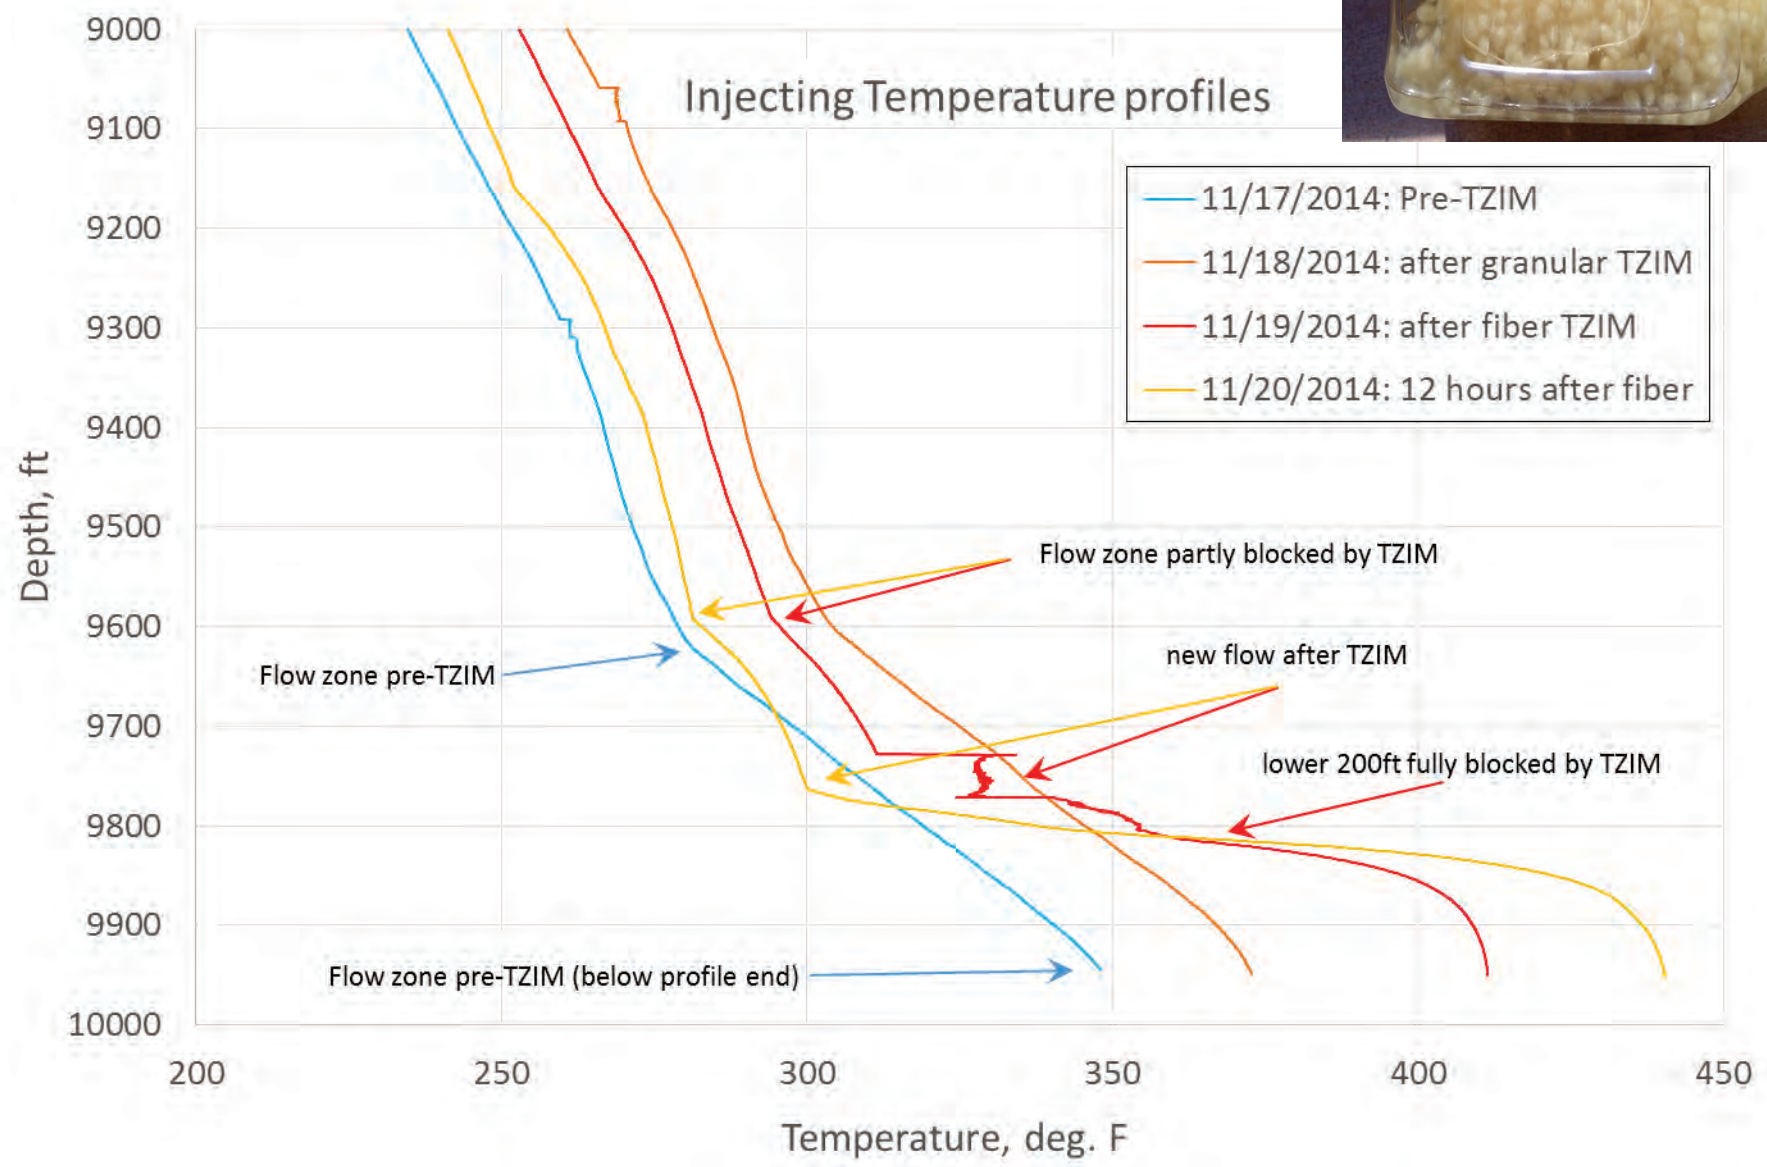 Injecting Temperature profiles
11/17/2014: Pre-TZIM
11/18/2014: after granular TZIM
11/19/2014: after fiber TZIM
11/20/2014: 12 hours after fiber
Depth, ft
9000
9100
9200
9300
9400
9500
9600
9700
9800
9900
10000
Flow zone partly blocked by TZIM
new flow after TZIM
Flow zone pre-TZIM
lower 200ft fully blocked by TZIM
Flow zone pre-TZIM (below profile end)
200
250
300
350
400
450
Temperature, deg. F